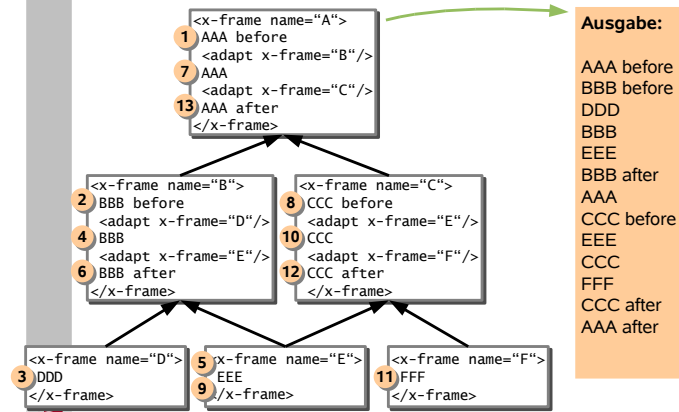 <x-frame name=“A“>
1 AAA before
<adapt x-frame=“B“/>
7 AAA
<adapt x-frame=“C“/>
13 AAA after
</x-frame>
<x-frame name=“B“>
2 BBB before
<adapt x-frame=“D“/>
4 BBB
<adapt x-frame=“E“/>
6 BBB after
</x-frame>
<x-frame name=“C“>
8 CCC before
<adapt x-frame=“E“/>
10 CCC
<adapt x-frame=“F“/>
12 CCC after
</x-frame>
<x-frame name=“D“>
3 DDD
</x-frame>
5 <x-frame name=“E“>
EEE
9 </x-frame>
<x-frame name=“F“>
11 FFF
</x-frame>
Ausgabe:
AAA before
BBB before
DDD
BBB
EEE
BBB after
AAA
CCC before
EEE
CCC
FFF
CCC after
AAA after